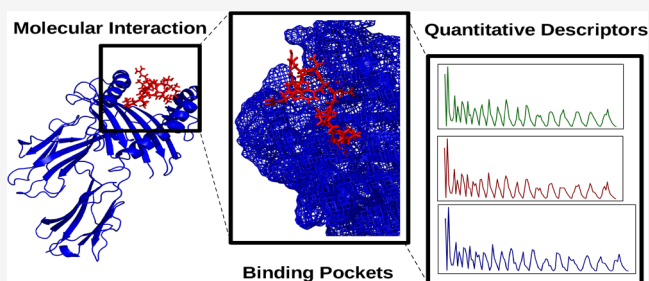 Molecular Interaction
Quantitative Descriptors
Binding Pockets